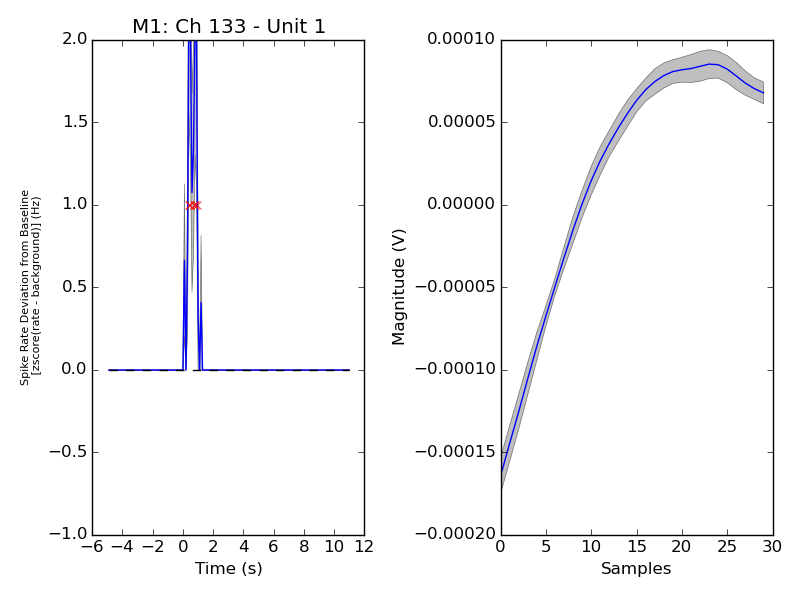 M1: Ch 133 - Unit 1
2.0
1.5
1.0
0.5
0.0
−0.5
−1.0
−6 −4 −2 0 2 4 6 8 10 12
Time (s)
Spike Rate Deviation from Baseline
[zscore(rate - background)] (Hz)
0.00010
0.00005
0.00000
−0.00005
−0.00010
−0.00015
−0.00020
0 5 10 15 20 25 30
Samples
Magnitude (V)